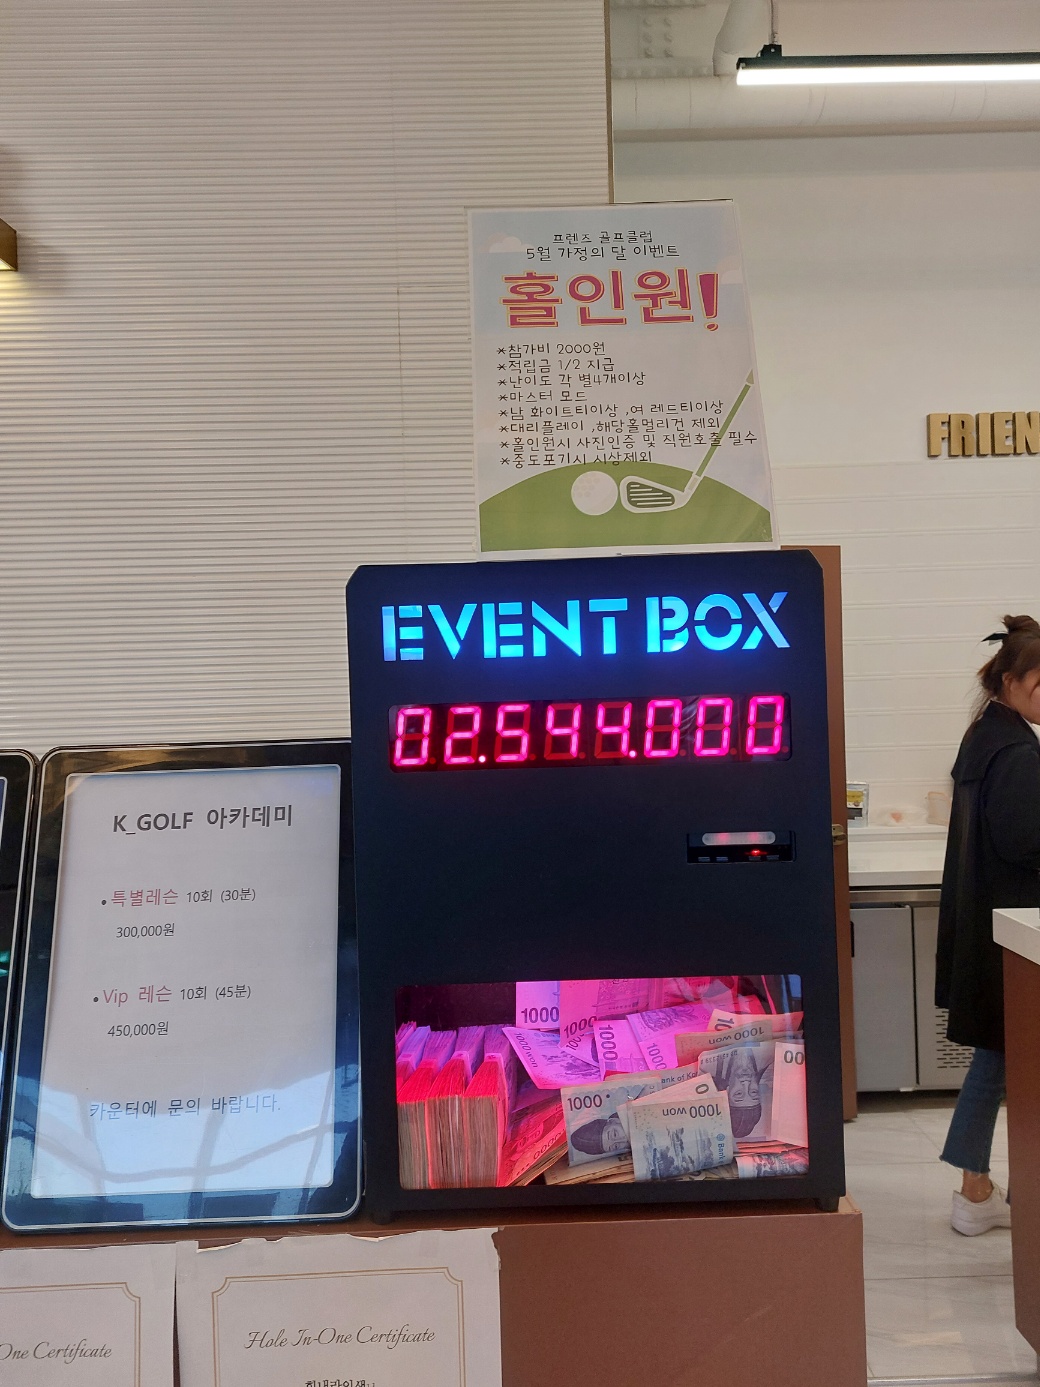 프렌즈 골프클럽
5월 가정의 달 이벤트
홀인원!
*참가비 2000원
*적립금 1/2 지급
*난이도 각 별4개이상
*마스터 모드
*남 화이트티이상 ,여 레드티이상
*대리플레이 ,해당홀멀리건 제외
*홀인원시 사진인증 및 직원호출 필수
*중도포기시 시상제외
FRIEN
EVENT BOX
02.544.000
K_GOLF 아카데미
•특별레슨 10회 (30분)
300,000원
•Vip 레슨 10회 (45분)
450,000원
카운터에 문의 바랍니다.
1000
1000
1000
1000
1000 won
1000 won
Bank of Ko
1000
1000 won
One Certificate
Hole In-One Certificate